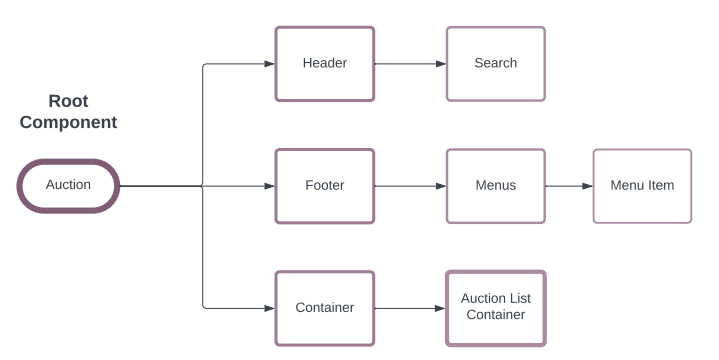 Root
Component
Auction
Header
Search
Footer
Menus
Menu Item
Container
Auction List
Container